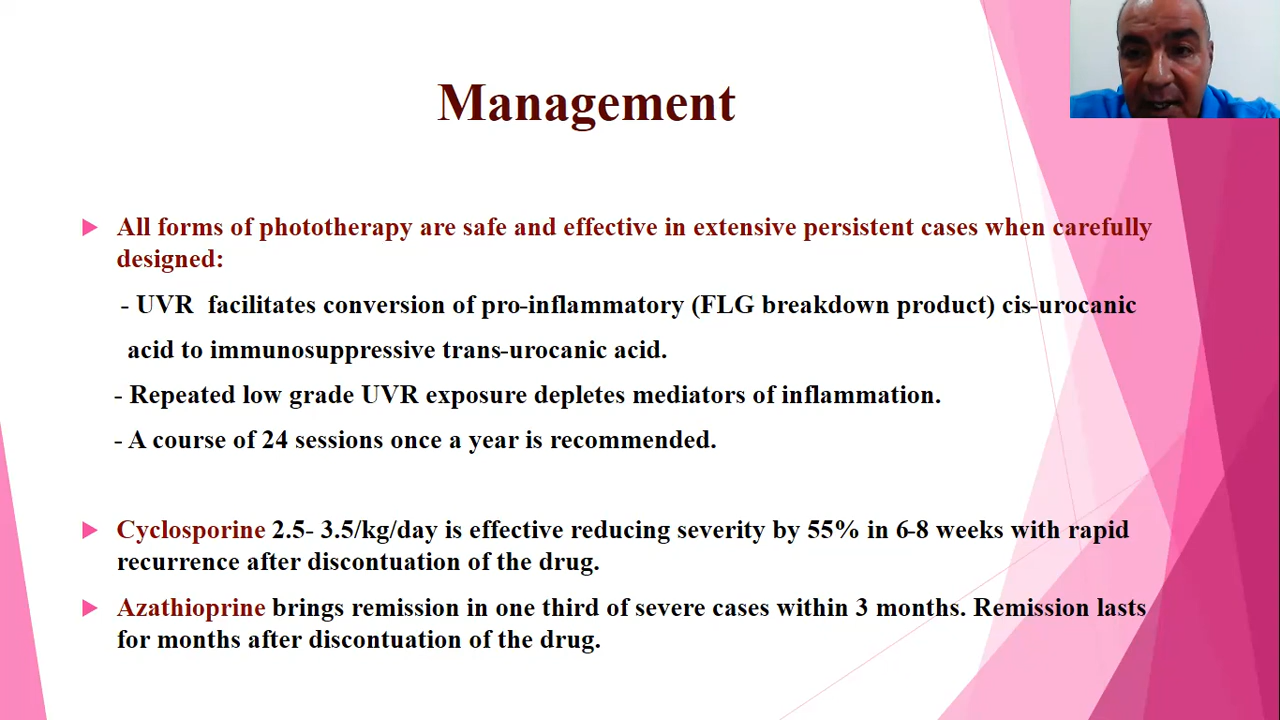 Management
All forms of phototherapy are safe and effective in extensive persistent cases when carefully
designed:
- UVR facilitates conversion of pro-inflammatory (FLG breakdown product) cis-urocanic
acid to immunosuppressive trans-urocanic acid.
- Repeated low grade UVR exposure depletes mediators of inflammation.
- A course of 24 sessions once a year is recommended.
Cyclosporine 2.5- 3.5/kg/day is effective reducing severity by 55% in 6-8 weeks with rapid
recurrence after discontuation of the drug.
Azathioprine brings remission in one third of severe cases within 3 months. Remission lasts
for months after discontuation of the drug.